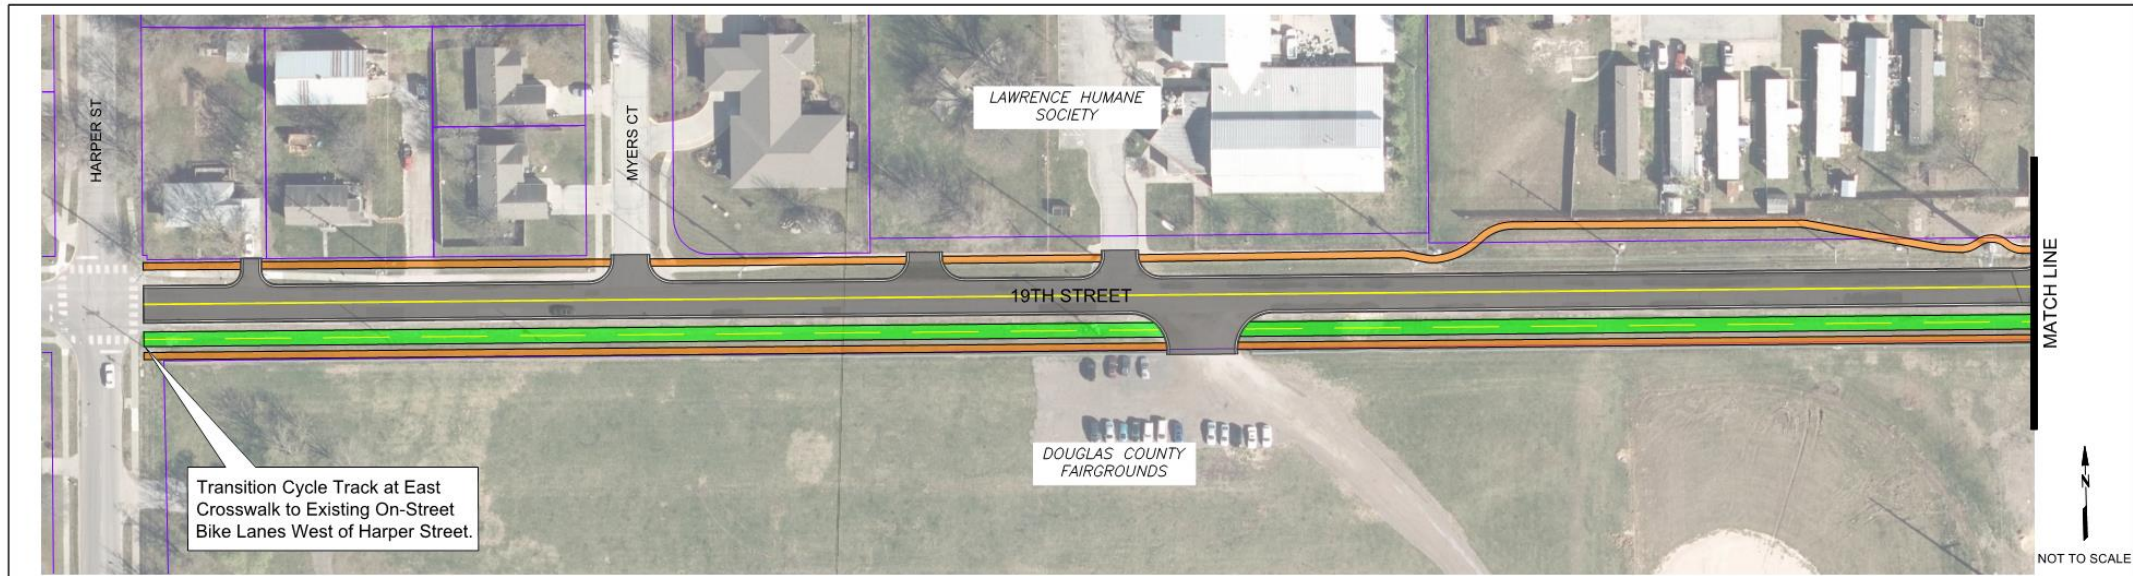 HARPER ST
MYERS CT
LAWRENCE HUMANE
SOCIETY
19TH STREET
MATCH LINE
DOUGLAS COUNTY
FAIRGROUNDS
Transition Cycle Track at East
Crosswalk to Existing On-Street
Bike Lanes West of Harper Street.
N
NOT TO SCALE